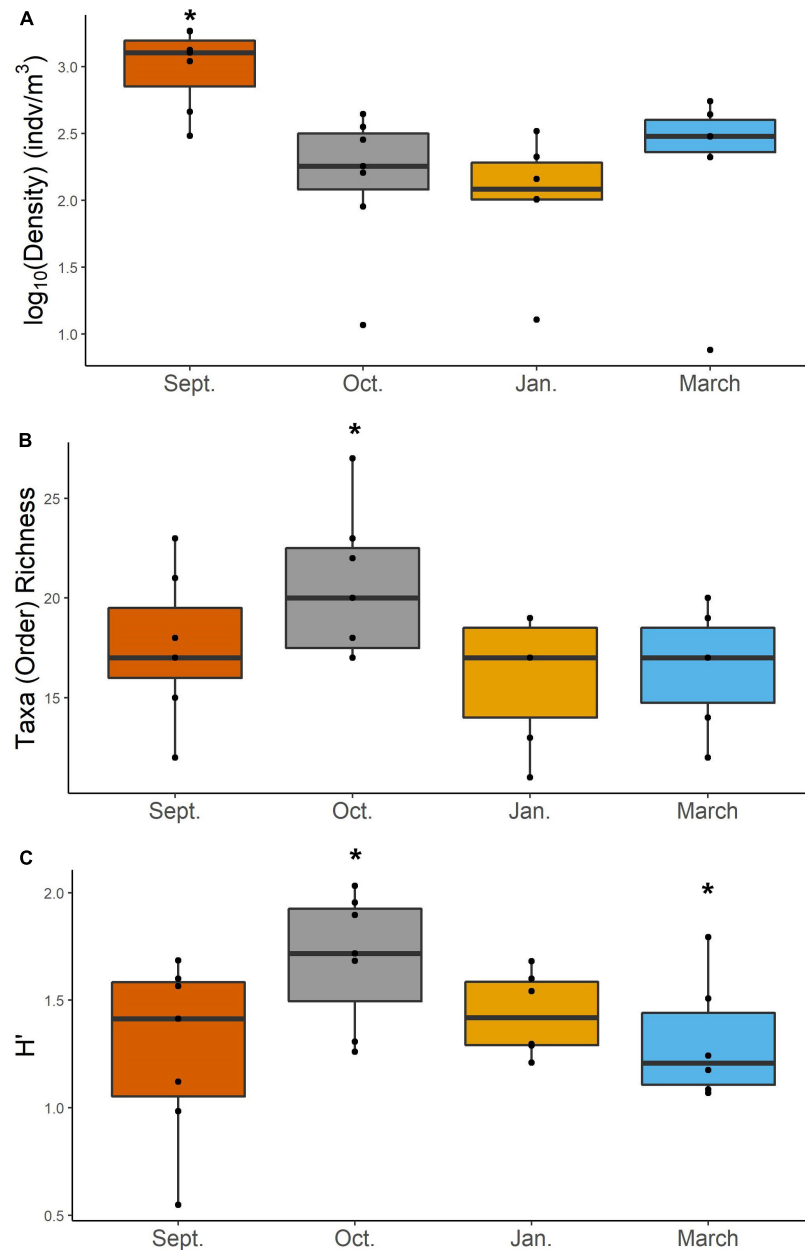 A
*
log₁₀(Density) (indv/m³)
3.0
2.5
2.0
1.5
1.0
Sept. Oct. Jan. March
B
*
Taxa (Order) Richness
25
20
15
Sept. Oct. Jan. March
C
* *
H'
2.0
1.5
1.0
0.5
Sept. Oct. Jan. March